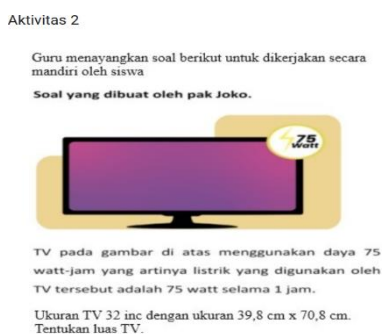 Aktivitas 2
Guru menayangkan soal berikut untuk dikerjakan secara
mandiri oleh siswa
Soal yang dibuat oleh pak Joko.
75
Watt
TV pada gambar di atas menggunakan daya 75
watt-jam yang artinya listrik yang digunakan oleh
TV tersebut adalah 75 watt selama 1 jam.
Ukuran TV 32 inc dengan ukuran 39,8 cm x 70,8 cm.
Tentukan luas TV.